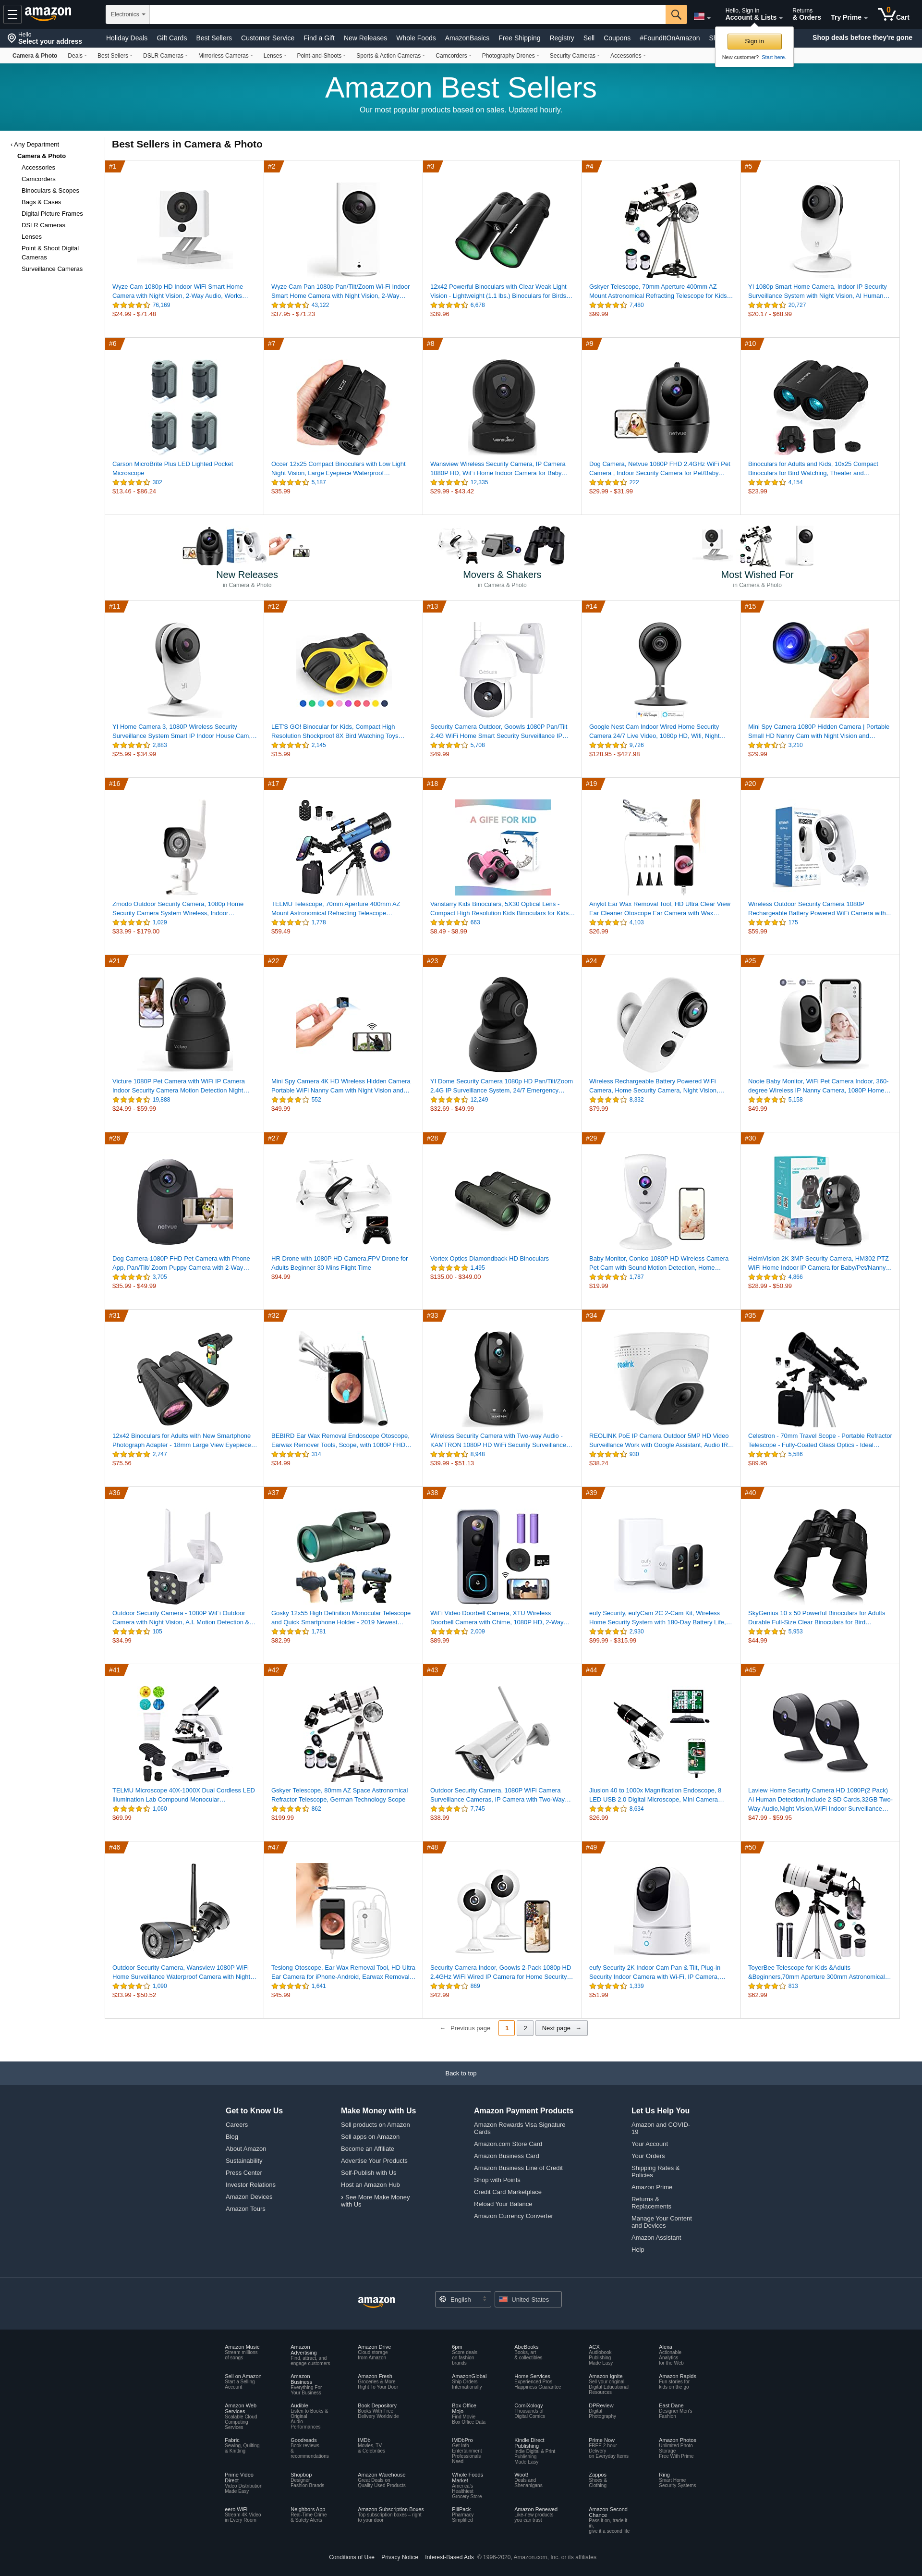 amazon
Electronics
Hello, Sign in
Account & Lists
Returns
& Orders
Try Prime
0
Cart
Hello
Select your address
Holiday Deals Gift Cards Best Sellers Customer Service Find a Gift New Releases Whole Foods AmazonBasics Free Shipping Registry Sell Coupons #FoundItOnAmazon
Shop deals before they're gone
Sign in
New customer? Start here.
Camera & Photo Deals Best Sellers DSLR Cameras Mirrorless Cameras Lenses Point-and-Shoots Sports & Action Cameras Camcorders Photography Drones Security Cameras Accessories
Amazon Best Sellers
Our most popular products based on sales. Updated hourly.
‹ Any Department
Camera & Photo
Accessories
Camcorders
Binoculars & Scopes
Bags & Cases
Digital Picture Frames
DSLR Cameras
Lenses
Point & Shoot Digital
Cameras
Surveillance Cameras
Best Sellers in Camera & Photo
#1
Wyze Cam 1080p HD Indoor WiFi Smart Home
Camera with Night Vision, 2-Way Audio, Works…
76,169
$24.99 - $71.48
#2
Wyze Cam Pan 1080p Pan/Tilt/Zoom Wi-Fi Indoor
Smart Home Camera with Night Vision, 2-Way…
43,122
$37.95 - $71.23
#3
12x42 Powerful Binoculars with Clear Weak Light
Vision - Lightweight (1.1 lbs.) Binoculars for Birds…
6,678
$39.96
#4
Gskyer Telescope, 70mm Aperture 400mm AZ
Mount Astronomical Refracting Telescope for Kids…
7,480
$99.99
#5
YI 1080p Smart Home Camera, Indoor IP Security
Surveillance System with Night Vision, AI Human…
20,727
$20.17 - $68.99
#6
Carson MicroBrite Plus LED Lighted Pocket
Microscope
302
$13.46 - $86.24
#7
Occer 12x25 Compact Binoculars with Low Light
Night Vision, Large Eyepiece Waterproof…
5,187
$35.99
#8
Wansview Wireless Security Camera, IP Camera
1080P HD, WiFi Home Indoor Camera for Baby…
12,335
$29.99 - $43.42
#9
netvue
Dog Camera, Netvue 1080P FHD 2.4GHz WiFi Pet
Camera , Indoor Security Camera for Pet/Baby…
222
$29.99 - $31.99
#10
Binoculars for Adults and Kids, 10x25 Compact
Binoculars for Bird Watching, Theater and…
4,154
$23.99
New Releases
in Camera & Photo
Movers & Shakers
in Camera & Photo
Most Wished For
in Camera & Photo
#11
YI Home Camera 3, 1080P Wireless Security
Surveillance System Smart IP Indoor House Cam,…
2,883
$25.99 - $34.99
#12
LET'S GO! Binocular for Kids, Compact High
Resolution Shockproof 8X Bird Watching Toys…
2,145
$15.99
#13
Security Camera Outdoor, Goowls 1080P Pan/Tilt
2.4G WiFi Home Smart Security Surveillance IP…
5,708
$49.99
#14
Google Nest Cam Indoor Wired Home Security
Camera 24/7 Live Video, 1080p HD, Wifi, Night…
9,726
$128.95 - $427.98
#15
Mini Spy Camera 1080P Hidden Camera | Portable
Small HD Nanny Cam with Night Vision and…
3,210
$29.99
#16
Zmodo Outdoor Security Camera, 1080p Home
Security Camera System Wireless, Indoor…
1,029
$33.99 - $179.00
#17
TELMU Telescope, 70mm Aperture 400mm AZ
Mount Astronomical Refracting Telescope…
1,778
$59.49
#18
A GIFE FOR KID
Vanstarry Kids Binoculars, 5X30 Optical Lens -
Compact High Resolution Kids Binoculars for Kids…
663
$8.49 - $8.99
#19
Anykit Ear Wax Removal Tool, HD Ultra Clear View
Ear Cleaner Otoscope Ear Camera with Wax…
4,103
$26.99
#20
Wireless Outdoor Security Camera 1080P
Rechargeable Battery Powered WiFi Camera with…
175
$59.99
#21
Victure 1080P Pet Camera with WiFi IP Camera
Indoor Security Camera Motion Detection Night…
19,888
$24.99 - $59.99
#22
Mini Spy Camera 4K HD Wireless Hidden Camera
Portable WiFi Nanny Cam with Night Vision and…
552
$49.99
#23
YI Dome Security Camera 1080p HD Pan/Tilt/Zoom
2.4G IP Surveillance System, 24/7 Emergency…
12,249
$32.69 - $49.99
#24
Wireless Rechargeable Battery Powered WiFi
Camera, Home Security Camera, Night Vision,…
8,332
$79.99
#25
Nooie Baby Monitor, WiFi Pet Camera Indoor, 360-
degree Wireless IP Nanny Camera, 1080P Home…
5,158
$49.99
#26
netvue
Dog Camera-1080P FHD Pet Camera with Phone
App, Pan/Tilt/ Zoom Puppy Camera with 2-Way…
3,705
$35.99 - $49.99
#27
HR Drone with 1080P HD Camera,FPV Drone for
Adults Beginner 30 Mins Flight Time
$94.99
#28
Vortex Optics Diamondback HD Binoculars
1,495
$135.00 - $349.00
#29
Baby Monitor, Conico 1080P HD Wireless Camera
Pet Cam with Sound Motion Detection, Home…
1,787
$19.99
#30
HeimVision 2K 3MP Security Camera, HM302 PTZ
WiFi Home Indoor IP Camera for Baby/Pet/Nanny…
4,866
$28.99 - $50.99
#31
12x42 Binoculars for Adults with New Smartphone
Photograph Adapter - 18mm Large View Eyepiece…
2,747
$75.56
#32
BEBIRD Ear Wax Removal Endoscope Otoscope,
Earwax Remover Tools, Scope, with 1080P FHD…
314
$34.99
#33
Wireless Security Camera with Two-way Audio -
KAMTRON 1080P HD WiFi Security Surveillance…
8,948
$39.99 - $51.13
#34
reolink
REOLINK PoE IP Camera Outdoor 5MP HD Video
Surveillance Work with Google Assistant, Audio IR…
930
$38.24
#35
Celestron - 70mm Travel Scope - Portable Refractor
Telescope - Fully-Coated Glass Optics - Ideal…
5,586
$89.95
#36
Outdoor Security Camera - 1080P WiFi Outdoor
Camera with Night Vision, A.I. Motion Detection &…
105
$34.99
#37
Gosky 12x55 High Definition Monocular Telescope
and Quick Smartphone Holder - 2019 Newest…
1,781
$82.99
#38
WiFi Video Doorbell Camera, XTU Wireless
Doorbell Camera with Chime, 1080P HD, 2-Way…
2,009
$89.99
#39
eufy Security, eufyCam 2C 2-Cam Kit, Wireless
Home Security System with 180-Day Battery Life,…
2,930
$99.99 - $315.99
#40
SkyGenius 10 x 50 Powerful Binoculars for Adults
Durable Full-Size Clear Binoculars for Bird…
5,953
$44.99
#41
TELMU Microscope 40X-1000X Dual Cordless LED
Illumination Lab Compound Monocular…
1,060
$69.99
#42
Gskyer Telescope, 80mm AZ Space Astronomical
Refractor Telescope, German Technology Scope
862
$199.99
#43
Outdoor Security Camera, 1080P WiFi Camera
Surveillance Cameras, IP Camera with Two-Way…
7,745
$38.99
#44
Jiusion 40 to 1000x Magnification Endoscope, 8
LED USB 2.0 Digital Microscope, Mini Camera…
8,634
$26.99
#45
Laview Home Security Camera HD 1080P(2 Pack)
AI Human Detection,Include 2 SD Cards,32GB Two-
Way Audio,Night Vision,WiFi Indoor Surveillance…
$47.99 - $59.95
#46
Outdoor Security Camera, Wansview 1080P WiFi
Home Surveillance Waterproof Camera with Night…
1,090
$33.99 - $50.52
#47
Teslong Otoscope, Ear Wax Removal Tool, HD Ultra
Ear Camera for iPhone-Android, Earwax Removal…
1,641
$45.99
#48
Security Camera Indoor, Goowls 2-Pack 1080p HD
2.4GHz WiFi Wired IP Camera for Home Security…
869
$42.99
#49
eufy Security 2K Indoor Cam Pan & Tilt, Plug-in
Security Indoor Camera with Wi-Fi, IP Camera,…
1,339
$51.99
#50
ToyerBee Telescope for Kids &Adults
&Beginners,70mm Aperture 300mm Astronomical…
813
$62.99
← Previous page 1 2 Next page →
Back to top
Get to Know Us
Careers
Blog
About Amazon
Sustainability
Press Center
Investor Relations
Amazon Devices
Amazon Tours
Make Money with Us
Sell products on Amazon
Sell apps on Amazon
Become an Affiliate
Advertise Your Products
Self-Publish with Us
Host an Amazon Hub
› See More Make Money
with Us
Amazon Payment Products
Amazon Rewards Visa Signature
Cards
Amazon.com Store Card
Amazon Business Card
Amazon Business Line of Credit
Shop with Points
Credit Card Marketplace
Reload Your Balance
Amazon Currency Converter
Let Us Help You
Amazon and COVID-
19
Your Account
Your Orders
Shipping Rates &
Policies
Amazon Prime
Returns &
Replacements
Manage Your Content
and Devices
Amazon Assistant
Help
amazon
English
United States
Amazon Music
Stream millions
of songs
Amazon
Advertising
Find, attract, and
engage customers
Amazon Drive
Cloud storage
from Amazon
6pm
Score deals
on fashion
brands
AbeBooks
Books, art
& collectibles
ACX
Audiobook
Publishing
Made Easy
Alexa
Actionable
Analytics
for the Web
Sell on Amazon
Start a Selling
Account
Amazon
Business
Everything For
Your Business
Amazon Fresh
Groceries & More
Right To Your Door
AmazonGlobal
Ship Orders
Internationally
Home Services
Experienced Pros
Happiness Guarantee
Amazon Ignite
Sell your original
Digital Educational
Resources
Amazon Rapids
Fun stories for
kids on the go
Amazon Web
Services
Scalable Cloud
Computing
Services
Audible
Listen to Books &
Original
Audio
Performances
Book Depository
Books With Free
Delivery Worldwide
Box Office
Mojo
Find Movie
Box Office Data
ComiXology
Thousands of
Digital Comics
DPReview
Digital
Photography
East Dane
Designer Men's
Fashion
Fabric
Sewing, Quilting
& Knitting
Goodreads
Book reviews
&
recommendations
IMDb
Movies, TV
& Celebrities
IMDbPro
Get Info
Entertainment
Professionals
Need
Kindle Direct
Publishing
Indie Digital & Print
Publishing
Made Easy
Prime Now
FREE 2-hour
Delivery
on Everyday Items
Amazon Photos
Unlimited Photo
Storage
Free With Prime
Prime Video
Direct
Video Distribution
Made Easy
Shopbop
Designer
Fashion Brands
Amazon Warehouse
Great Deals on
Quality Used Products
Whole Foods
Market
America's
Healthiest
Grocery Store
Woot!
Deals and
Shenanigans
Zappos
Shoes &
Clothing
Ring
Smart Home
Security Systems
eero WiFi
Stream 4K Video
in Every Room
Neighbors App
Real-Time Crime
& Safety Alerts
Amazon Subscription Boxes
Top subscription boxes – right
to your door
PillPack
Pharmacy
Simplified
Amazon Renewed
Like-new products
you can trust
Amazon Second
Chance
Pass it on, trade it
in,
give it a second life
Conditions of Use Privacy Notice Interest-Based Ads © 1996-2020, Amazon.com, Inc. or its affiliates